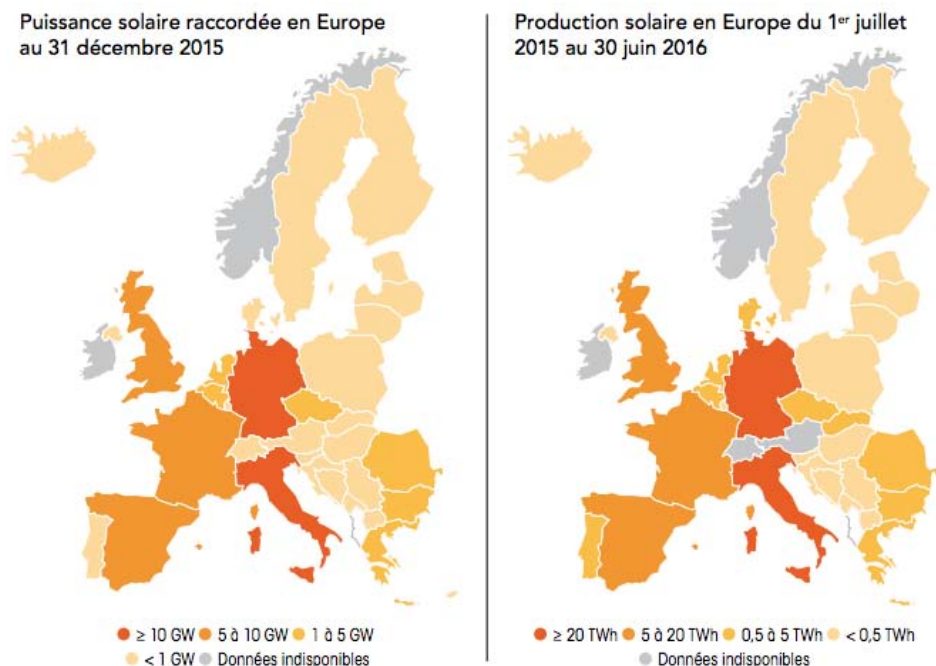 Puissance solaire raccordée en Europe
au 31 décembre 2015
Production solaire en Europe du 1er juillet
2015 au 30 juin 2016
≥ 10 GW 5 à 10 GW 1 à 5 GW
< 1 GW Données indisponibles
≥ 20 TWh 5 à 20 TWh 0,5 à 5 TWh < 0,5 TWh
Données indisponibles